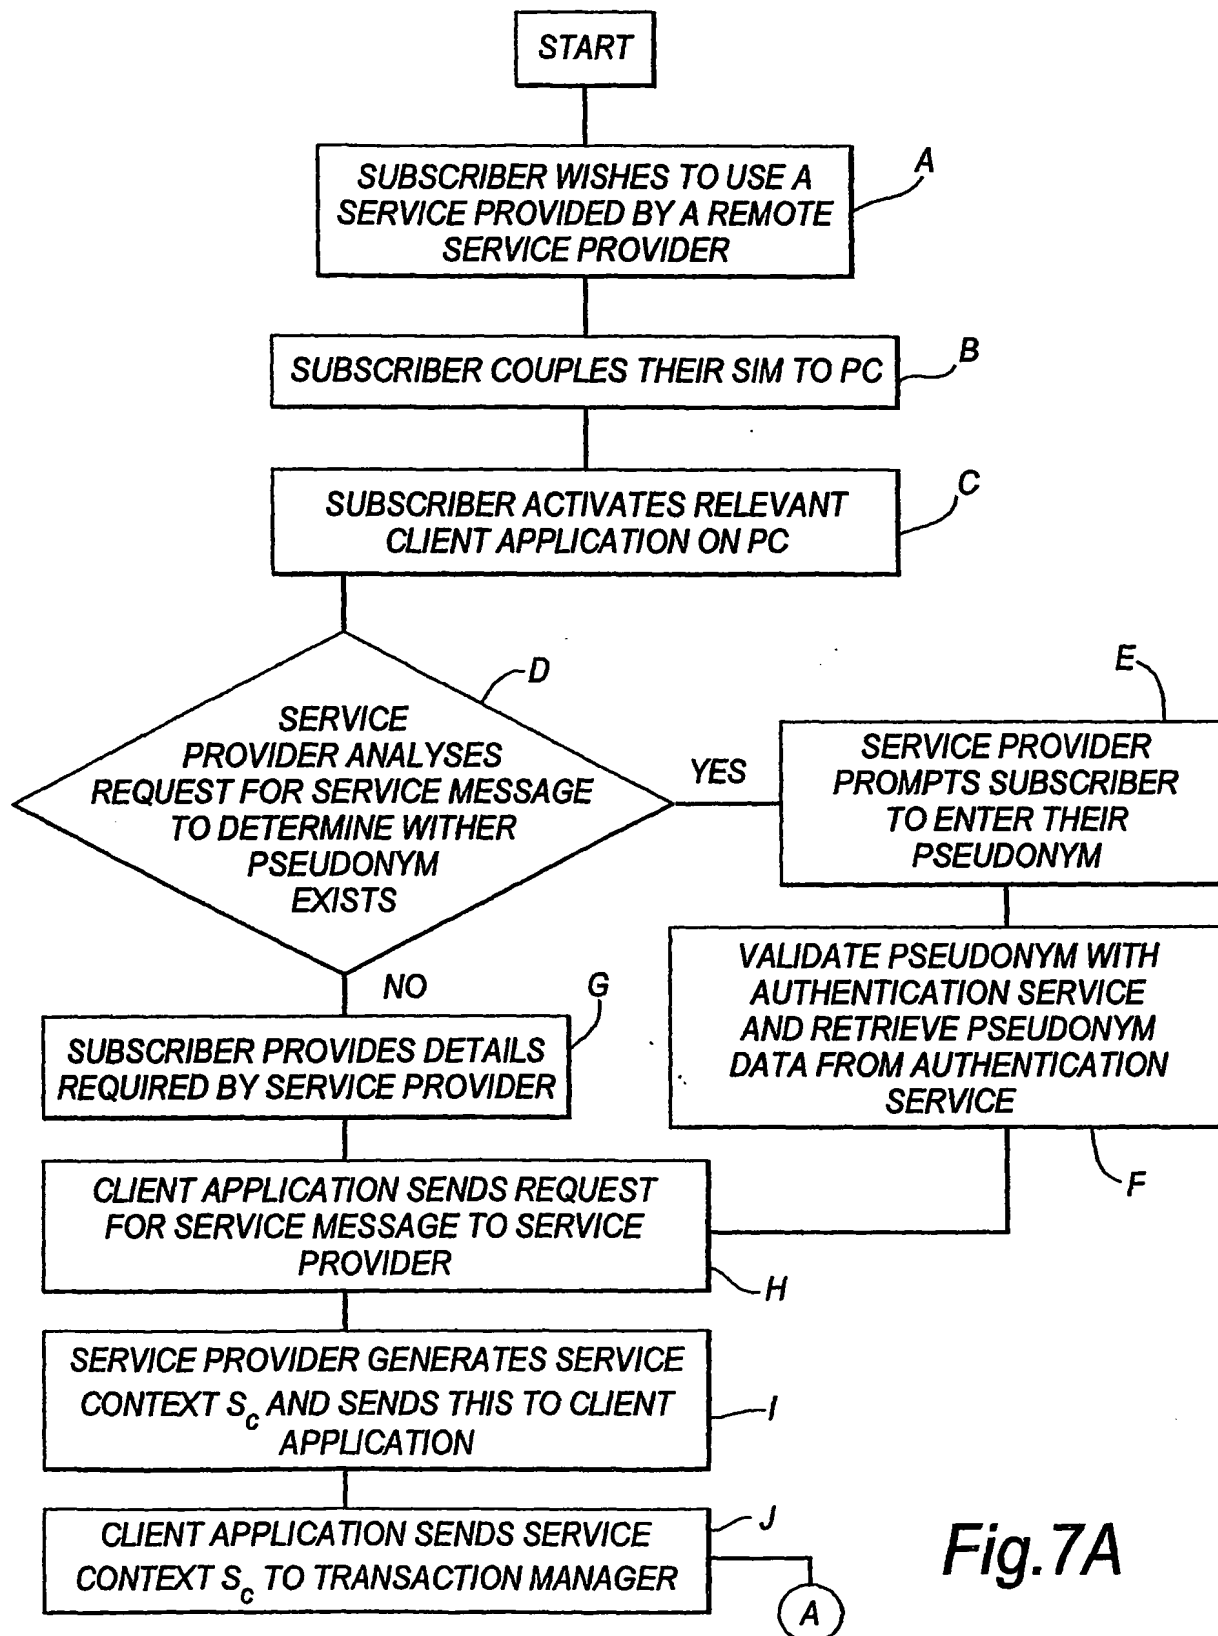 START
SUBSCRIBER WISHES TO USE A
SERVICE PROVIDED BY A REMOTE
SERVICE PROVIDER
A
SUBSCRIBER COUPLES THEIR SIM TO PC
B
SUBSCRIBER ACTIVATES RELEVANT
CLIENT APPLICATION ON PC
C
SERVICE
PROVIDER ANALYSES
REQUEST FOR SERVICE MESSAGE
TO DETERMINE WITHER
PSEUDONYM
EXISTS
D
YES
E
SERVICE PROVIDER
PROMPTS SUBSCRIBER
TO ENTER THEIR
PSEUDONYM
VALIDATE PSEUDONYM WITH
AUTHENTICATION SERVICE
AND RETRIEVE PSEUDONYM
DATA FROM AUTHENTICATION
SERVICE
F
NO
G
SUBSCRIBER PROVIDES DETAILS
REQUIRED BY SERVICE PROVIDER
CLIENT APPLICATION SENDS REQUEST
FOR SERVICE MESSAGE TO SERVICE
PROVIDER
H
SERVICE PROVIDER GENERATES SERVICE
CONTEXT Sc AND SENDS THIS TO CLIENT
APPLICATION
I
CLIENT APPLICATION SENDS SERVICE
CONTEXT Sc TO TRANSACTION MANAGER
J
A
Fig.7A